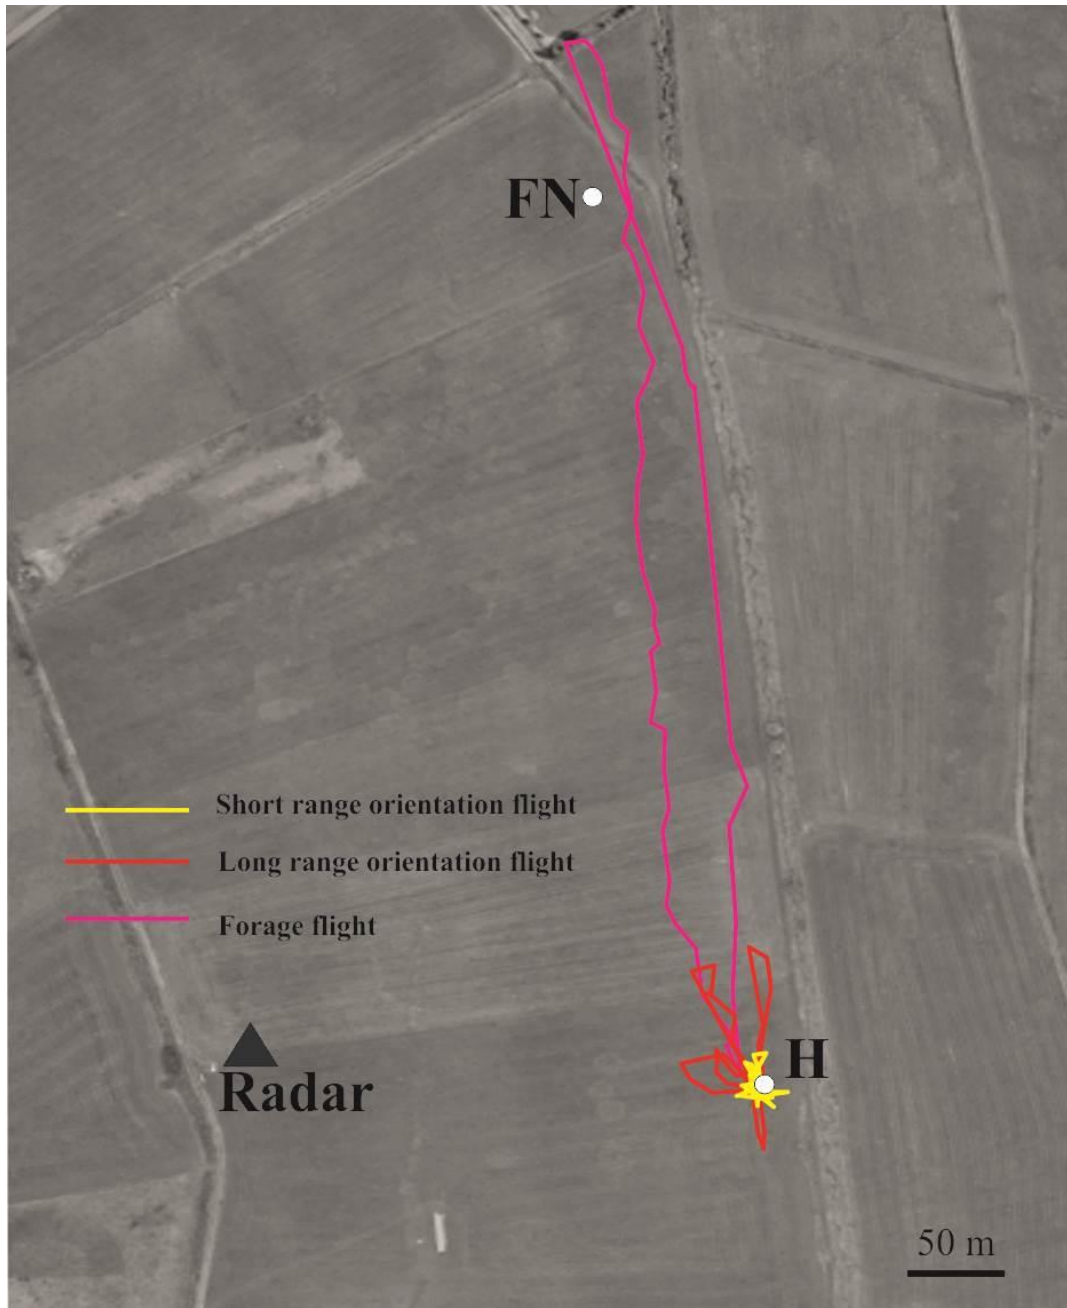 FN
Short range orientation flight
Long range orientation flight
Forage flight
H
Radar
50 m